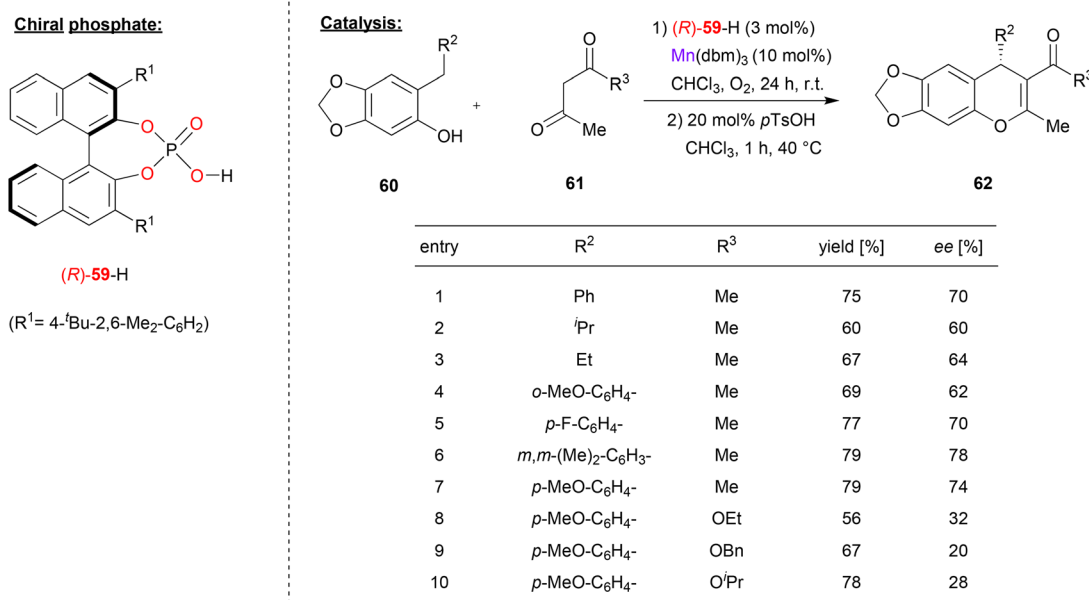 Chiral phosphate:
R¹
O
O
P
O
O–H
R¹
(R)-59-H
(R¹= 4-ᵗBu-2,6-Me₂-C₆H₂)
Catalysis:
R²
O
O
OH
60
+
O
R³
O
Me
61
1) (R)-59-H (3 mol%)
Mn(dbm)₃ (10 mol%)
CHCl₃, O₂, 24 h, r.t.
2) 20 mol% pTsOH
CHCl₃, 1 h, 40 °C
R²
O
O
R³
O
O
Me
62
entry R² R³ yield [%] ee [%]
1 Ph Me 75 70
2 ⁱPr Me 60 60
3 Et Me 67 64
4 o-MeO-C₆H₄- Me 69 62
5 p-F-C₆H₄- Me 77 70
6 m,m-(Me)₂-C₆H₃- Me 79 78
7 p-MeO-C₆H₄- Me 79 74
8 p-MeO-C₆H₄- OEt 56 32
9 p-MeO-C₆H₄- OBn 67 20
10 p-MeO-C₆H₄- OⁱPr 78 28